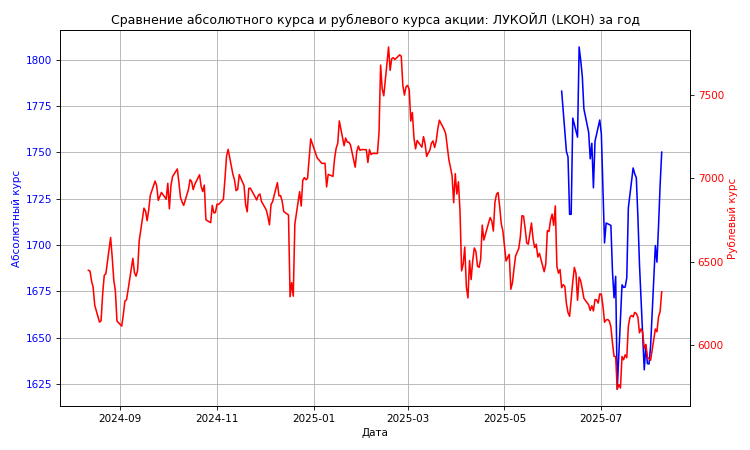 Сравнение абсолютного курса и рублевого курса акции: ЛУКОЙЛ (LKOH) за год
1800
1775
1750
1725
1700
1675
1650
1625
Абсолютный курс
7500
7000
6500
6000
Рублевый курс
2024-09 2024-11 2025-01 2025-03 2025-05 2025-07
Дата